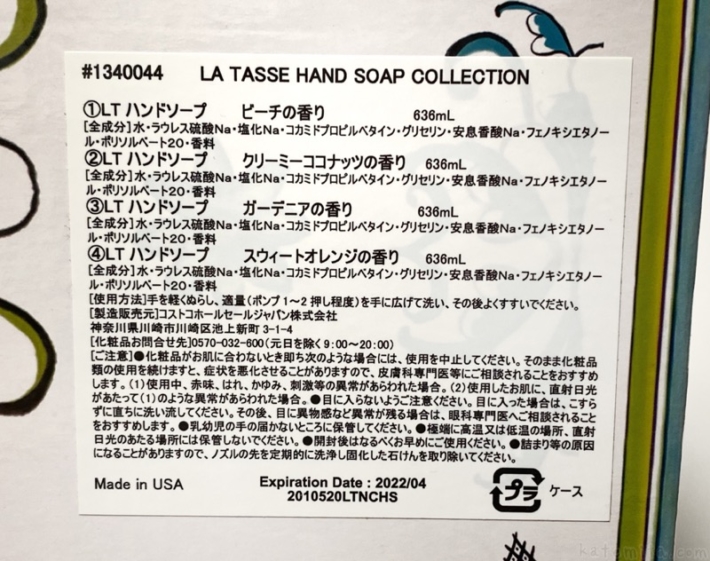 #1340044 LA TASSE HAND SOAP COLLECTION
①LT ハンドソープ ピーチの香り 636mL
[全成分]水・ラウレス硫酸Na・塩化Na・コカミドプロピルベタイン・グリセリン・安息香酸Na・フェノキシエタノー
ル・ポリソルベート20・香料
②LT ハンドソープ クリーミーココナッツの香り 636mL
[全成分]水・ラウレス硫酸Na・塩化Na・コカミドプロピルベタイン・グリセリン・安息香酸Na・フェノキシエタノー
ル・ポリソルベート20・香料
③LT ハンドソープ ガーデニアの香り 636mL
[全成分]水・ラウレス硫酸Na・塩化Na・コカミドプロピルベタイン・グリセリン・安息香酸Na・フェノキシエタノー
ル・ポリソルベート20・香料
④LT ハンドソープ スウィートオレンジの香り 636mL
[全成分]水・ラウレス硫酸Na・塩化Na・コカミドプロピルベタイン・グリセリン・安息香酸Na・フェノキシエタノー
ル・ポリソルベート20・香料
[使用方法]手を軽くぬらし、適量(ポンプ1~2押し程度)を手に広げて洗い、その後よくすすいでください。
[製造販売元]コストコホールセールジャパン株式会社
神奈川県川崎市川崎区池上新町3-1-4
[化粧品お問合せ先]0570-032-600(元日を除く9:00~20:00)
[ご注意]●化粧品がお肌に合わないとき即ち次のような場合には、使用を中止してください。そのまま化粧品
類の使用を続けますと、症状を悪化させることがありますので、皮膚科専門医等にご相談されることをおすすめ
します。(1)使用中、赤味、はれ、かゆみ、刺激等の異常があらわれた場合。(2)使用したお肌に、直射日光
があたって(1)のような異常があらわれた場合。●目に入らないようご注意ください。目に入った場合は、こすら
ずに直ちに洗い流してください。その後、目に異物感など異常が残る場合は、眼科専門医へご相談されること
をおすすめします。●乳幼児の手の届かないところに保管してください。●極端に高温又は低温の場所、直射
日光のあたる場所には保管しないでください。●開封後はなるべくお早めにご使用ください。●詰まり等の原因
になることがありますので、ノズルの先を定期的に洗浄し固化した石けんを取り除いてください。
Made in USA
Expiration Date : 2022/04
2010520LTNCHS
プラ ケース